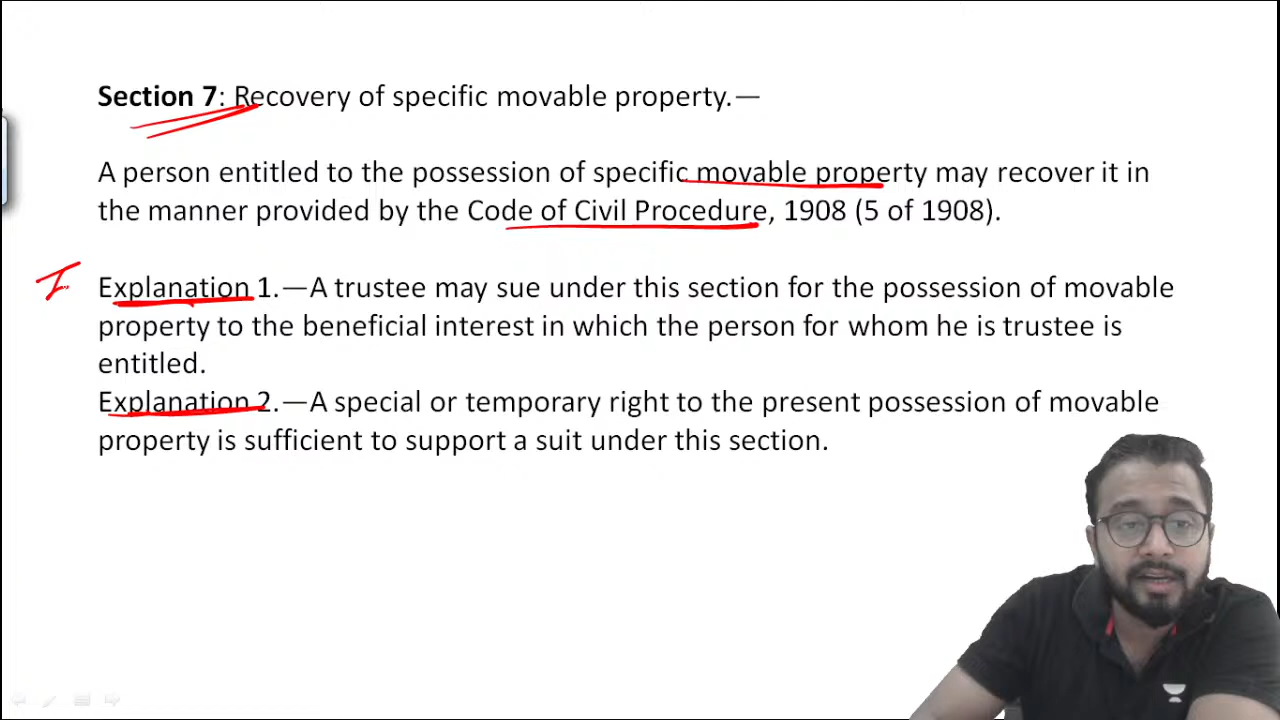 Section 7: Recovery of specific movable property.—
A person entitled to the possession of specific movable property may recover it in
the manner provided by the Code of Civil Procedure, 1908 (5 of 1908).
Explanation 1.—A trustee may sue under this section for the possession of movable
property to the beneficial interest in which the person for whom he is trustee is
entitled.
Explanation 2.—A special or temporary right to the present possession of movable
property is sufficient to support a suit under this section.